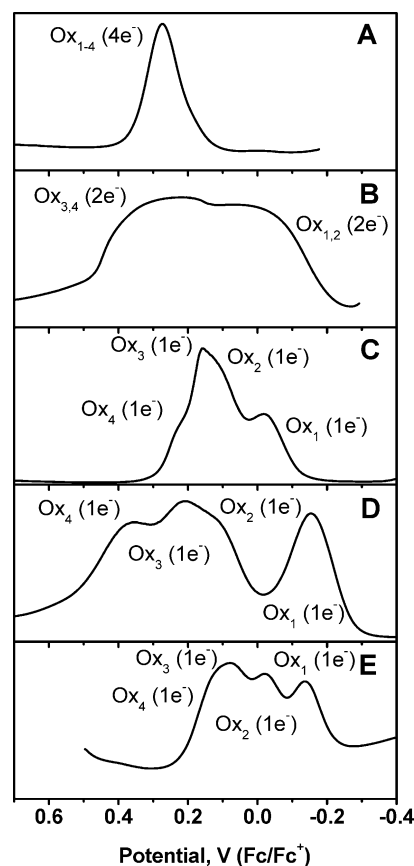 A
Ox₁₋₄ (4e⁻)
B
Ox₃,₄ (2e⁻)
Ox₁,₂ (2e⁻)
C
Ox₃ (1e⁻)
Ox₂ (1e⁻)
Ox₄ (1e⁻)
Ox₁ (1e⁻)
D
Ox₄ (1e⁻)
Ox₂ (1e⁻)
Ox₃ (1e⁻)
Ox₁ (1e⁻)
E
Ox₃ (1e⁻)
Ox₁ (1e⁻)
Ox₄ (1e⁻)
Ox₂ (1e⁻)
0.6 0.4 0.2 0.0 -0.2 -0.4
Potential, V (Fc/Fc⁺)